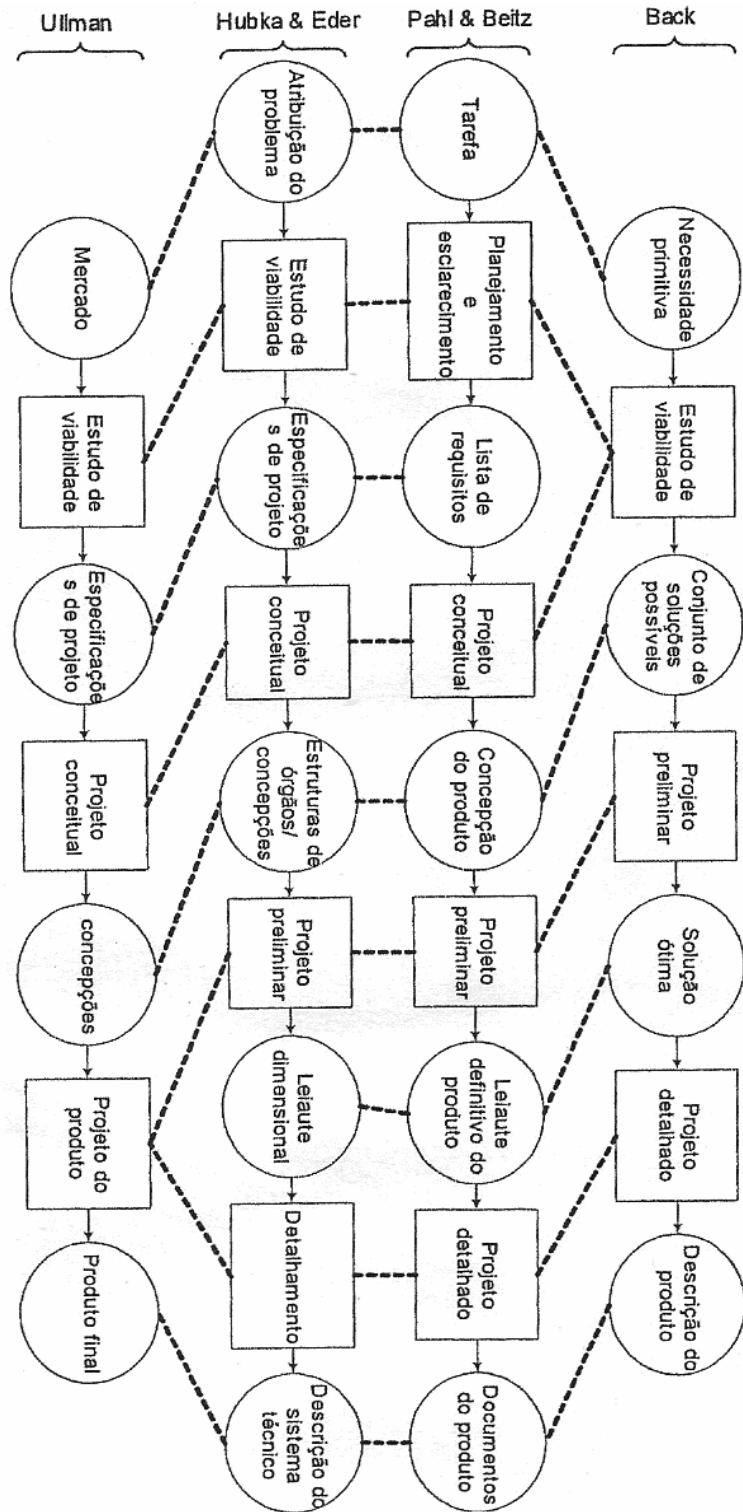 Ullman
Hubka & Eder
Pahl & Beitz
Back
Mercado
Estudo de
viabilidade
Especificaçõe
s de projeto
Projeto
conceitual
concepções
Projeto do
produto
Produto final
Atribuição do
problema
Estudo de
viabilidade
Especificaçõe
s de projeto
Projeto
conceitual
Estruturas de
órgãos/
concepções
Projeto
preliminar
Leiaute
dimensional
Detalhamento
Descrição do
sistema
técnico
Tarefa
Planejamento
e
esclarecimento
Lista de
requisitos
Projeto
conceitual
Concepção
do produto
Projeto
preliminar
Leiaute
definitivo do
produto
Projeto
detalhado
Documentos
do produto
Necessidade
primitiva
Estudo de
viabilidade
Conjunto de
soluções
possíveis
Projeto
preliminar
Solução
ótima
Projeto
detalhado
Descrição do
produto